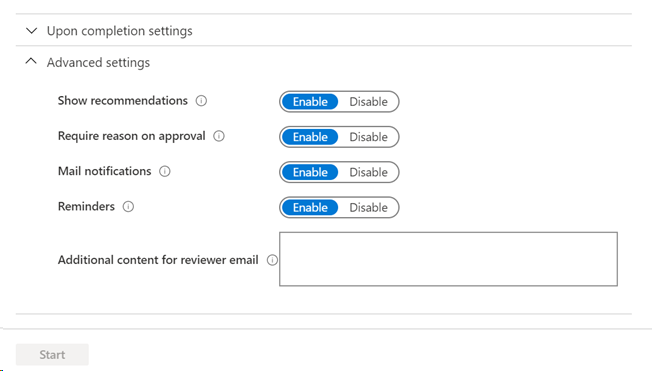 Upon completion settings
Advanced settings
Show recommendations Enable Disable
Require reason on approval Enable Disable
Mail notifications Enable Disable
Reminders Enable Disable
Additional content for reviewer email
Start